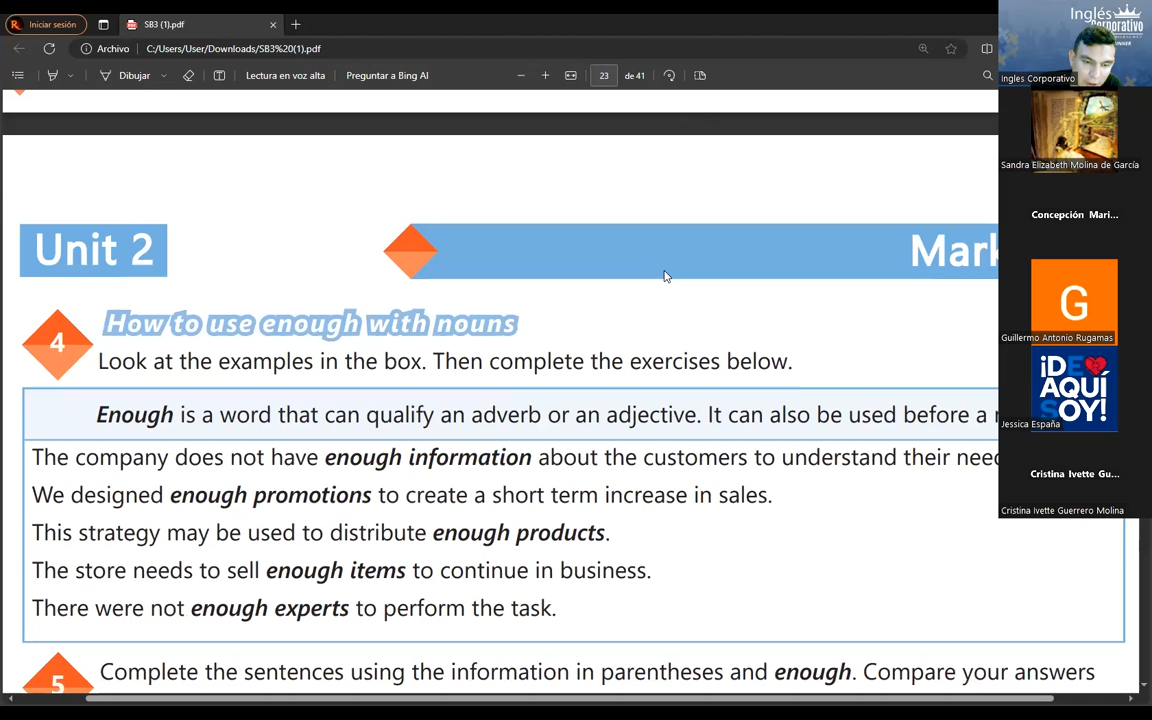 Iniciar sesión
SB3 (1).pdf
Archivo
C:/Users/User/Downloads/SB3%20(1).pdf
Dibujar
Lectura en voz alta
Preguntar a Bing AI
23
de 41
Unit 2
Mark
4
How to use enough with nouns
Look at the examples in the box. Then complete the exercises below.
Enough is a word that can qualify an adverb or an adjective. It can also be used before a
The company does not have enough information about the customers to understand their need
We designed enough promotions to create a short term increase in sales.
This strategy may be used to distribute enough products.
The store needs to sell enough items to continue in business.
There were not enough experts to perform the task.
5
Complete the sentences using the information in parentheses and enough. Compare your answers
Inglés
Corporativo
Ingles Corporativo
Sandra Elizabeth Molina de García
Concepción Mari...
G
Guillermo Antonio Rugamas
¡DE
AQUÍ
SOY!
Jessica España
Cristina Ivette Gu...
Cristina Ivette Guerrero Molina